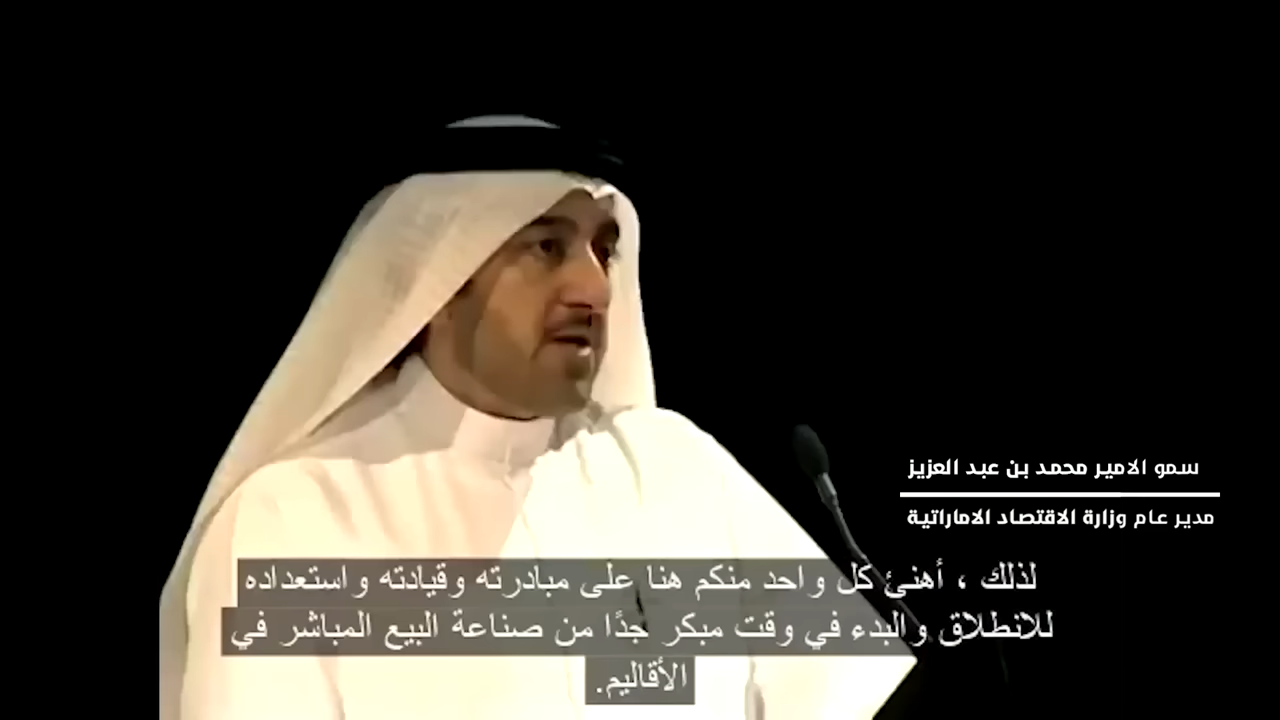 سمو الامير محمد بن عبد العزيز
مدير عام وزارة الاقتصاد الاماراتية
لذلك ، أهنئ كل واحد منكم هنا على مبادرته وقيادته واستعداده
للانطلاق والبدء في وقت مبكر جدًا من صناعة البيع المباشر في
الأقاليم.